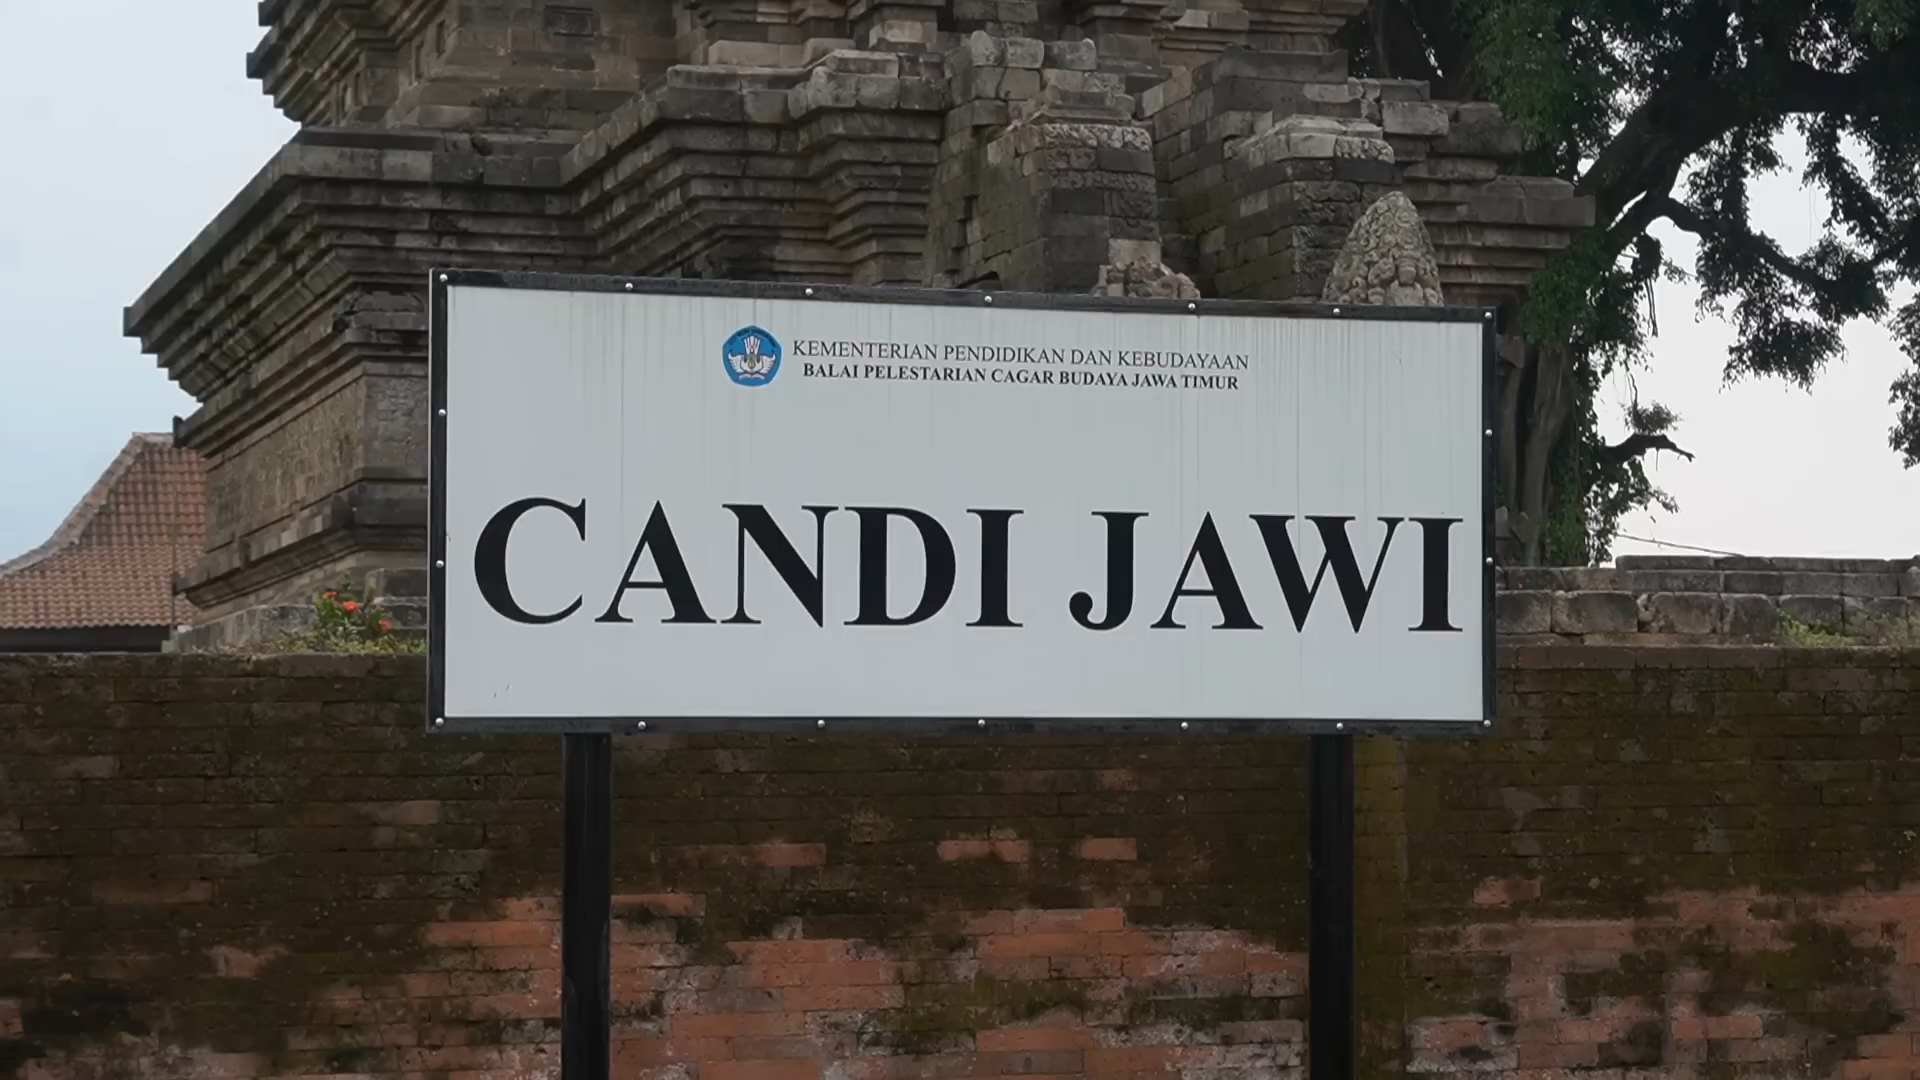 KEMENTERIAN PENDIDIKAN DAN KEBUDAYAAN
BALAI PELESTARIAN CAGAR BUDAYA JAWA TIMUR
CANDI JAWI